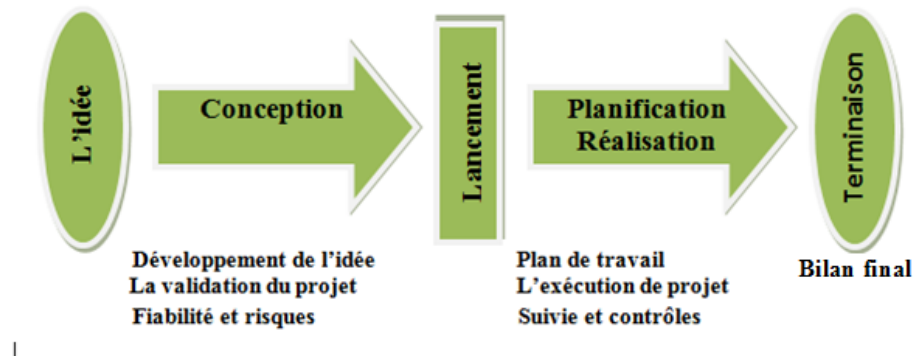 L'idée
Conception
Lancement
Planification
Réalisation
Terminaison
Développement de l'idée
La validation du projet
Fiabilité et risques
Plan de travail
L'exécution de projet
Suivie et contrôles
Bilan final